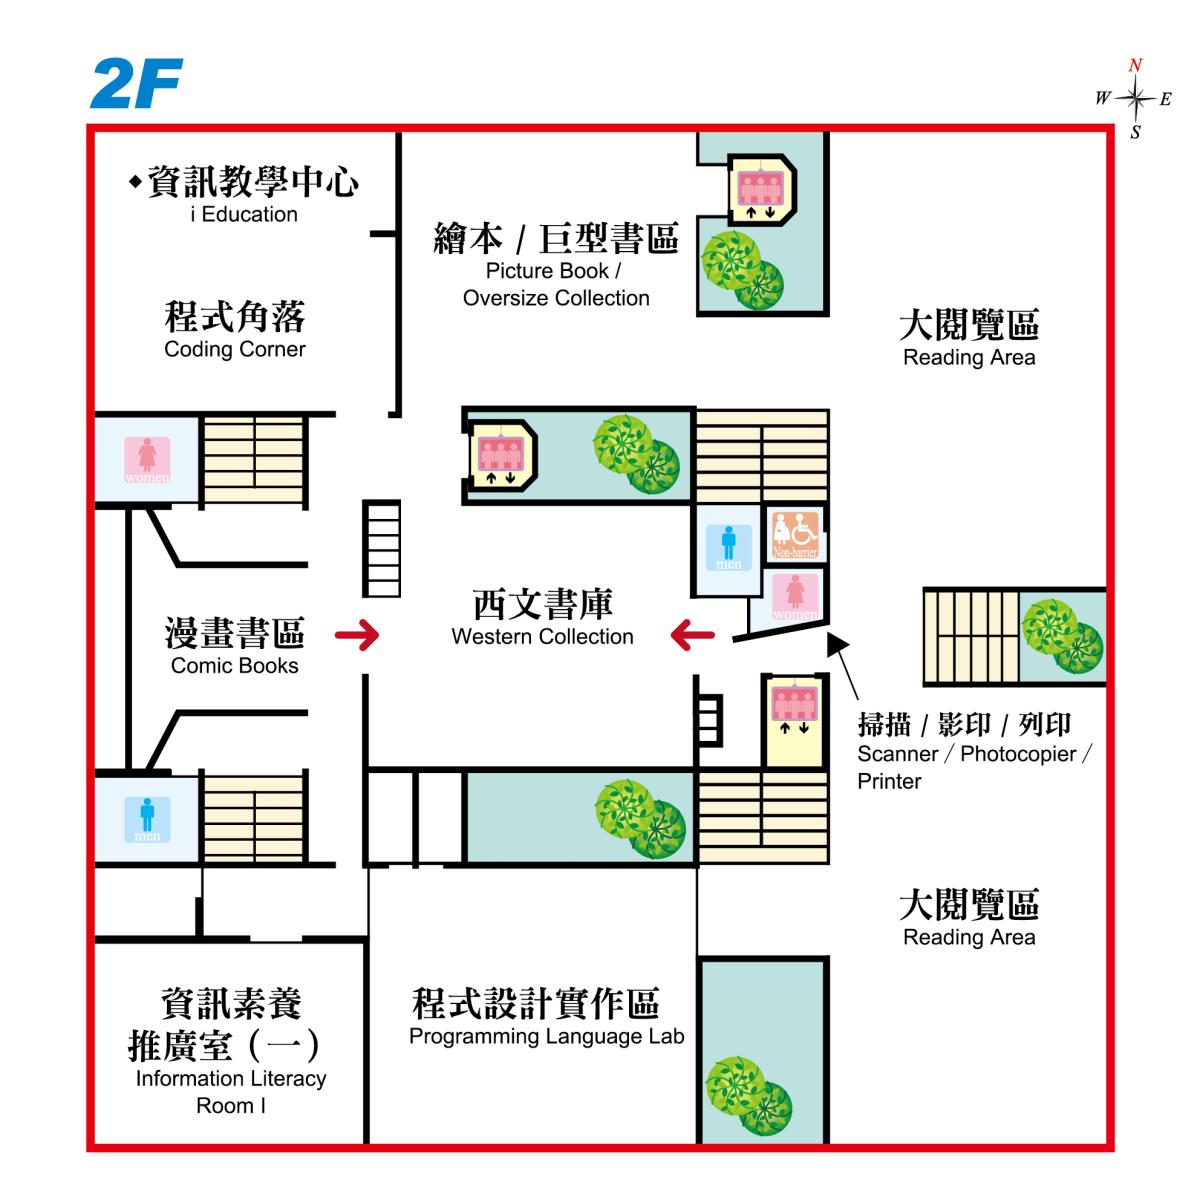 2F
N
W E
S
◆資訊教學中心
i Education
程式角落
Coding Corner
繪本 / 巨型書區
Picture Book /
Oversize Collection
大閱覽區
Reading Area
women
men
Non-barrier
women
漫畫書區
Comic Books
西文書庫
Western Collection
掃描 / 影印 / 列印
Scanner / Photocopier /
Printer
men
大閱覽區
Reading Area
資訊素養
推廣室（一）
Information Literacy
Room I
程式設計實作區
Programming Language Lab